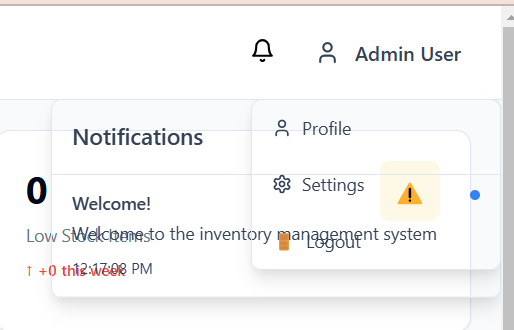 Admin User
Notifications
Profile
Settings
Logout
0
Low Stock Items
↑ +0 this week
Welcome!
Welcome to the inventory management system
12:17:08 PM